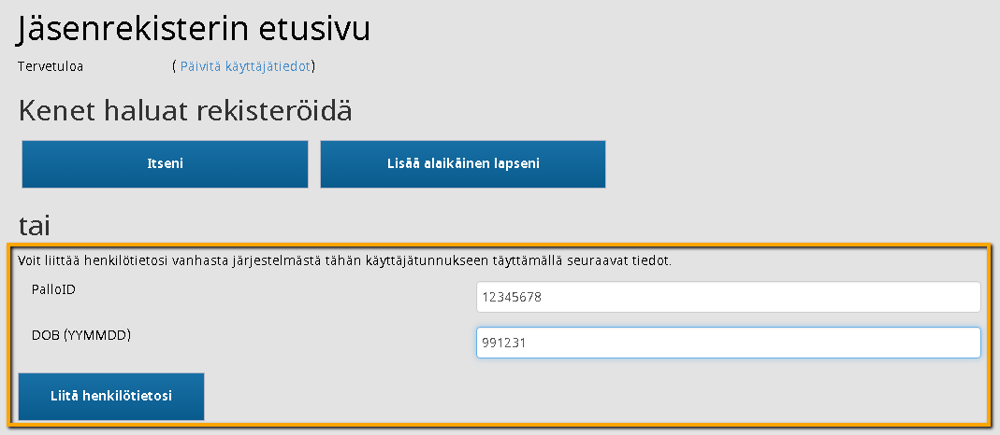 Jäsenrekisterin etusivu
Tervetuloa ( Päivitä käyttäjätiedot)
Kenet haluat rekisteröidä
Itseni Lisää alaikäinen lapseni
tai
Voit liittää henkilötietosi vanhasta järjestelmästä tähän käyttäjätunnukseen täyttämällä seuraavat tiedot.
PalloID 12345678
DOB (YYMMDD) 991231
Liitä henkilötietosi